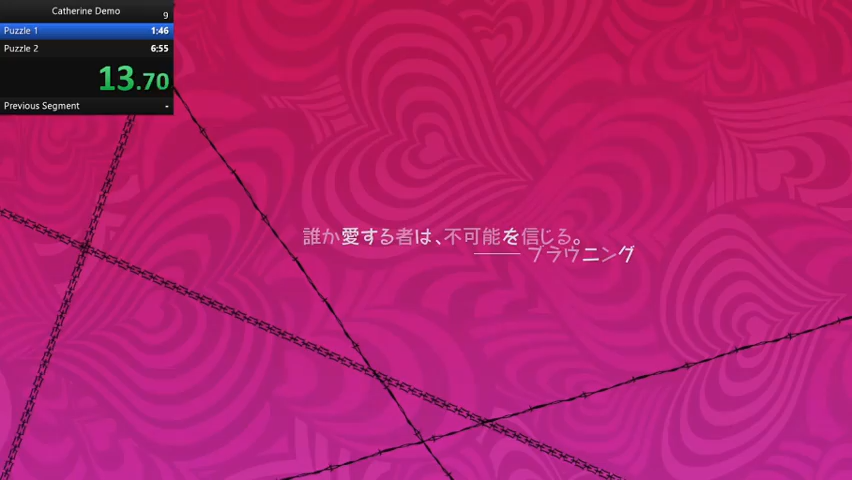 Catherine Demo
9
Puzzle 1 1:46
Puzzle 2 6:55
13.70
Previous Segment -
誰か愛する者は、不可能を信じる。
—— ブラウニング